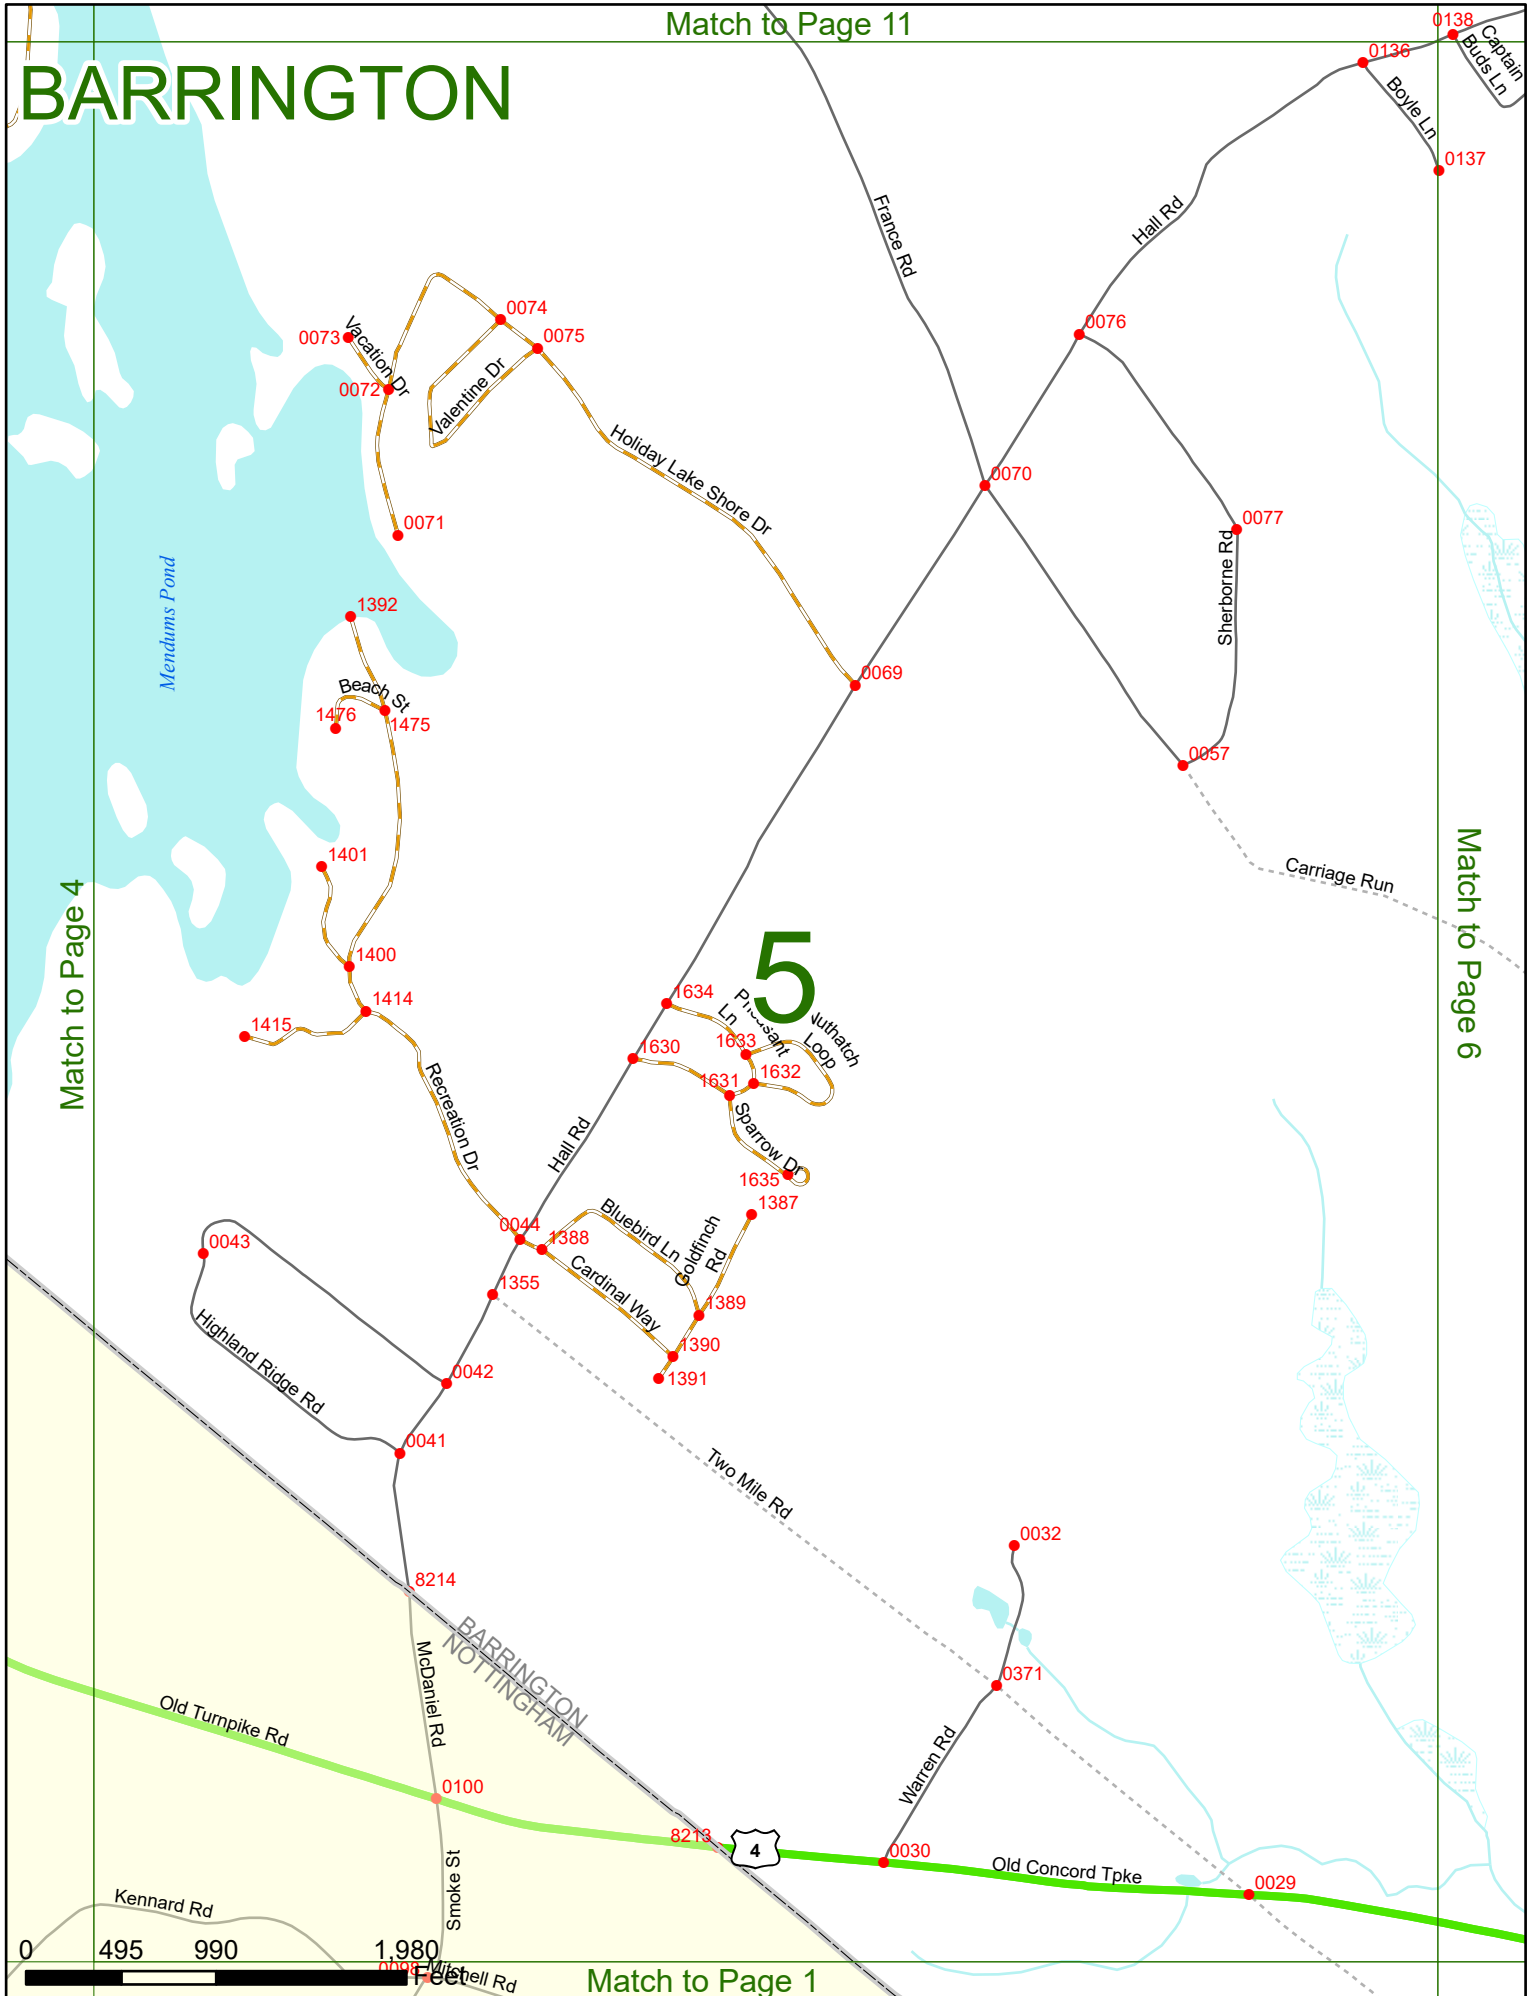 Match to Page 11
BARRINGTON
0138
Captain
Buds Ln
0136
Boyle Ln
0137
France Rd
Hall Rd
0074
0076
0073
Vacation Dr
0075
0072
Valentine Dr
Holiday Lake Shore Dr
0070
0071
0077
Sherborne Rd
Mendums Pond
1392
0069
Beach St
1476
1475
0057
1401
Carriage Run
Match to Page 4
Match to Page 6
5
1400
1634
Pheasant
Ln
Nuthatch
Loop
1414
1415
1633
1630
1632
1631
Recreation Dr
Hall Rd
Sparrow Dr
1635
1387
Bluebird Ln
Goldfinch
Rd
0044
1388
0043
Cardinal Way
1355
1389
Highland Ridge Rd
1390
0042
1391
0041
Two Mile Rd
0032
8214
BARRINGTON
NOTTINGHAM
McDaniel Rd
0371
Old Turnpike Rd
Warren Rd
0100
8213
4
0030
Old Concord Tpke
0029
Smoke St
Kennard Rd
0 495 990 1,980
Feet
0098
Mitchell Rd
Match to Page 1